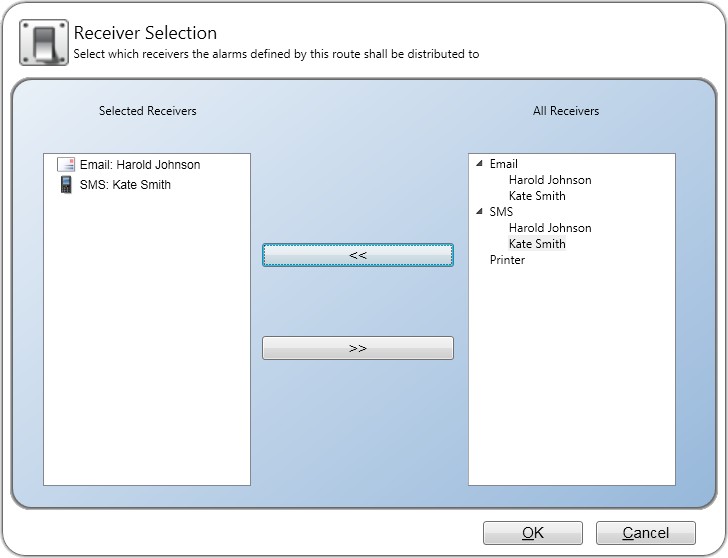 Receiver Selection
Select which receivers the alarms defined by this route shall be distributed to
Selected Receivers
All Receivers
Email: Harold Johnson
SMS: Kate Smith
<<
>>
Email
Harold Johnson
Kate Smith
SMS
Harold Johnson
Kate Smith
Printer
OK
Cancel